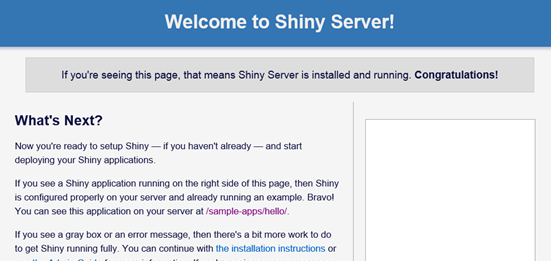 Welcome to Shiny Server!
If you're seeing this page, that means Shiny Server is installed and running. Congratulations!
What's Next?
Now you're ready to setup Shiny — if you haven't already — and start
deploying your Shiny applications.
If you see a Shiny application running on the right side of this page, then Shiny
is configured properly on your server and already running an example. Bravo!
You can see this application on your server at /sample-apps/hello/.
If you see a gray box or an error message, then there's a bit more work to do
to get Shiny running fully. You can continue with the installation instructions or